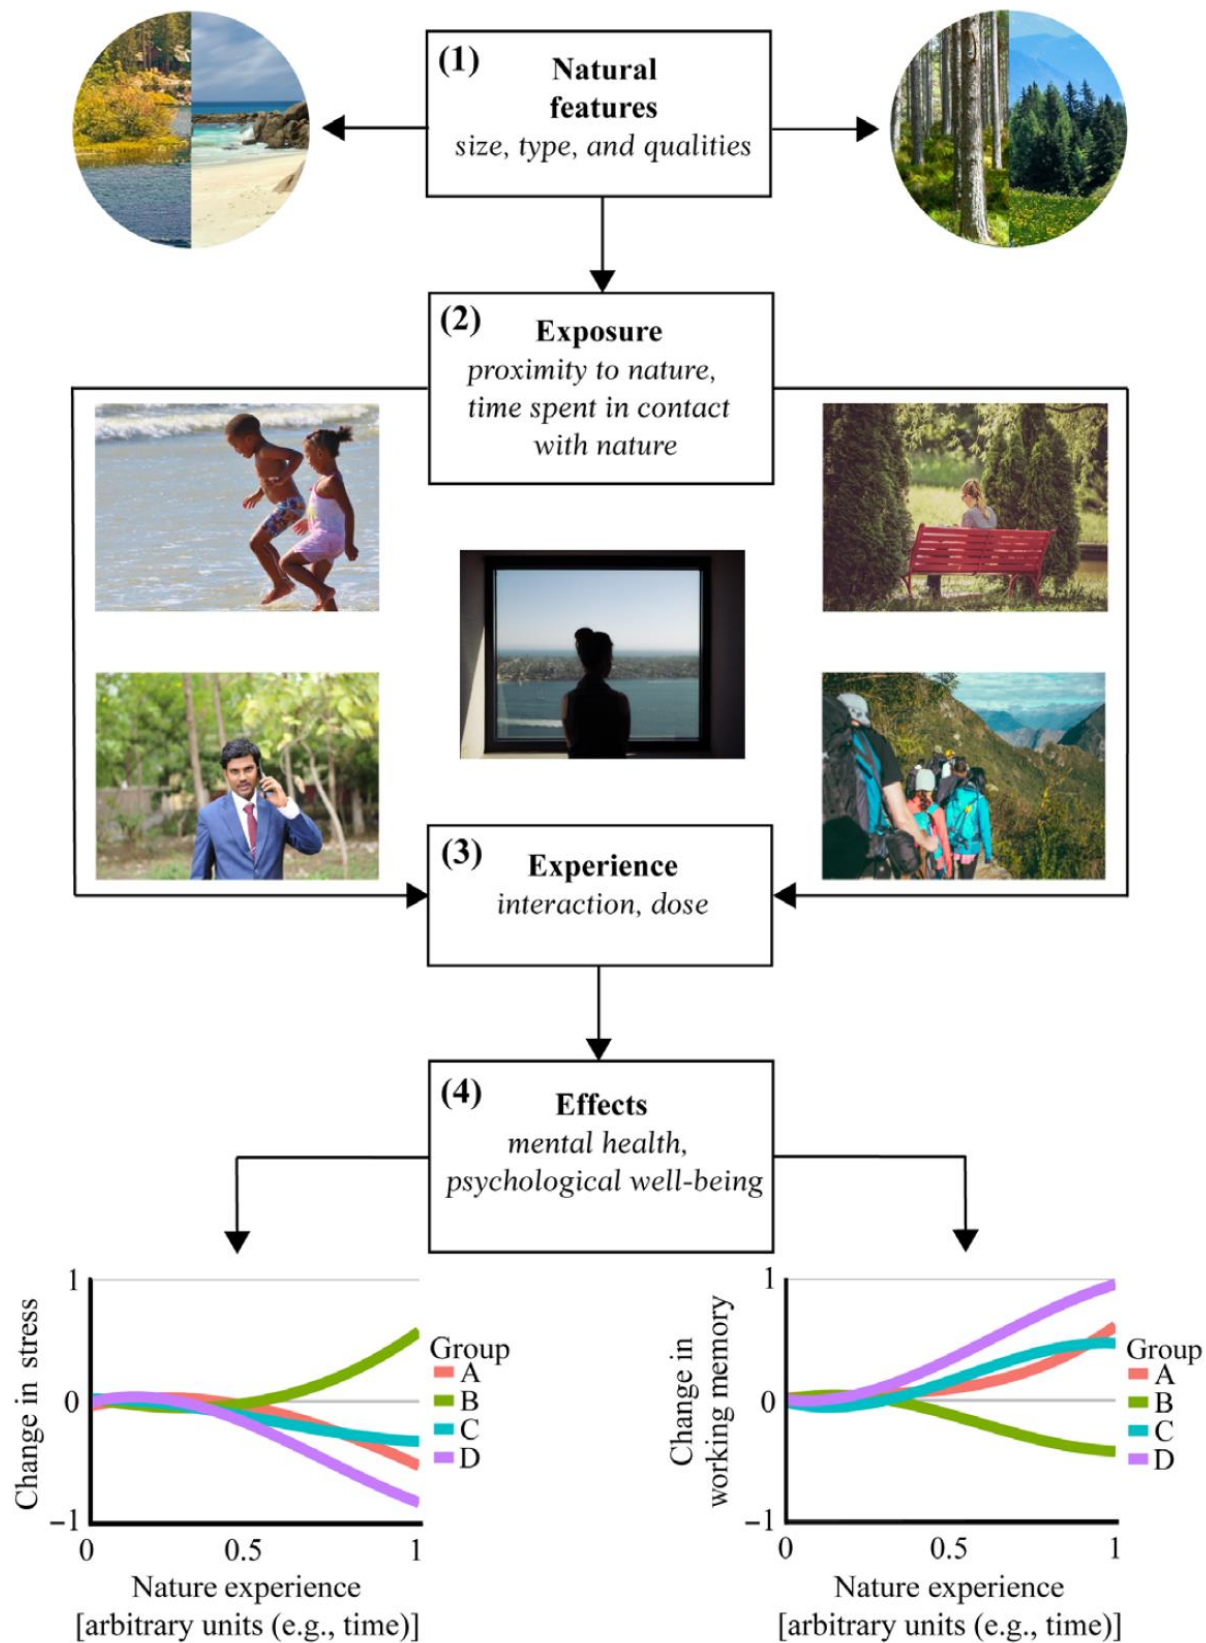 (1)
Natural
features
size, type, and qualities
(2)
Exposure
proximity to nature,
time spent in contact
with nature
(3)
Experience
interaction, dose
(4)
Effects
mental health,
psychological well-being
1
0
−1
Change in stress
0 0.5 1
Nature experience
[arbitrary units (e.g., time)]
Group
A
B
C
D
1
0
−1
Change in
working memory
0 0.5 1
Nature experience
[arbitrary units (e.g., time)]
Group
A
B
C
D